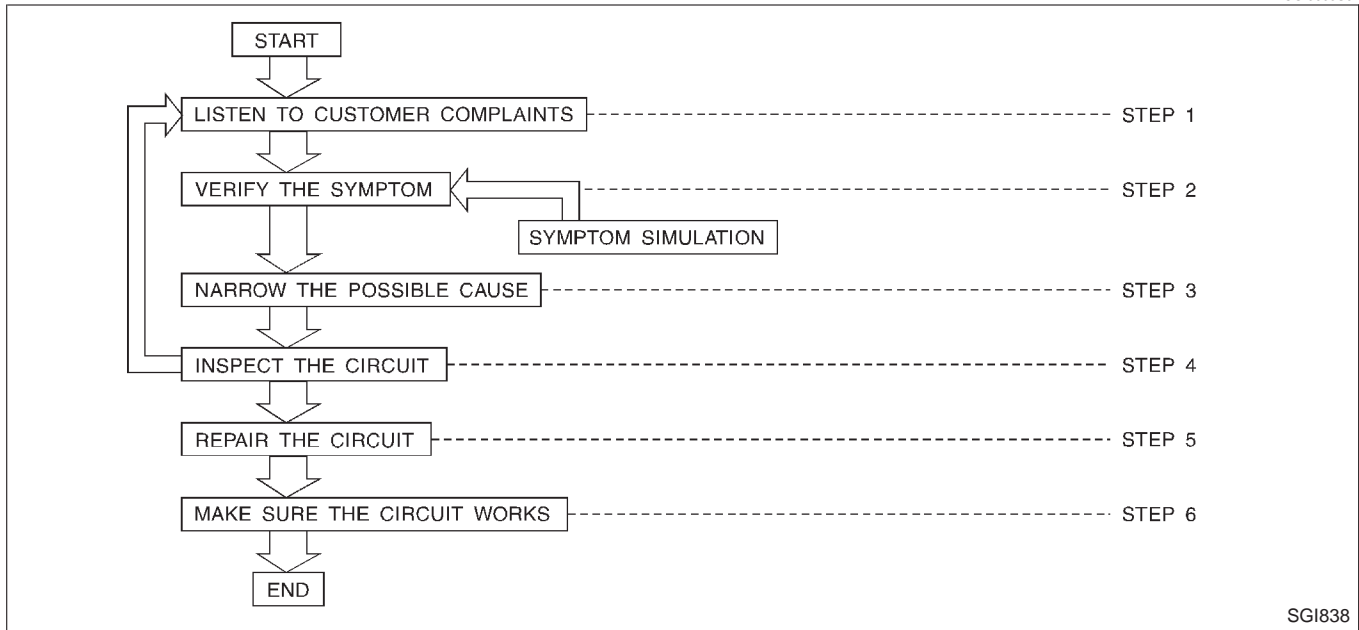 START
LISTEN TO CUSTOMER COMPLAINTS STEP 1
VERIFY THE SYMPTOM STEP 2
SYMPTOM SIMULATION
NARROW THE POSSIBLE CAUSE STEP 3
INSPECT THE CIRCUIT STEP 4
REPAIR THE CIRCUIT STEP 5
MAKE SURE THE CIRCUIT WORKS STEP 6
END
SGI838